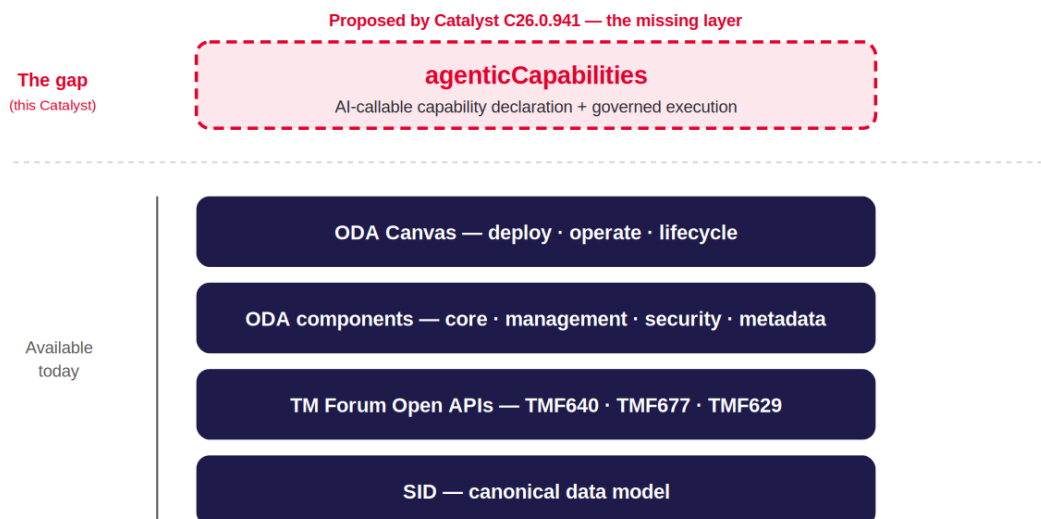 Proposed by Catalyst C26.0.941 — the missing layer
The gap
(this Catalyst)
agenticCapabilities
AI-callable capability declaration + governed execution
ODA Canvas — deploy · operate · lifecycle
ODA components — core · management · security · metadata
Available
today
TM Forum Open APIs — TMF640 · TMF677 · TMF629
SID — canonical data model